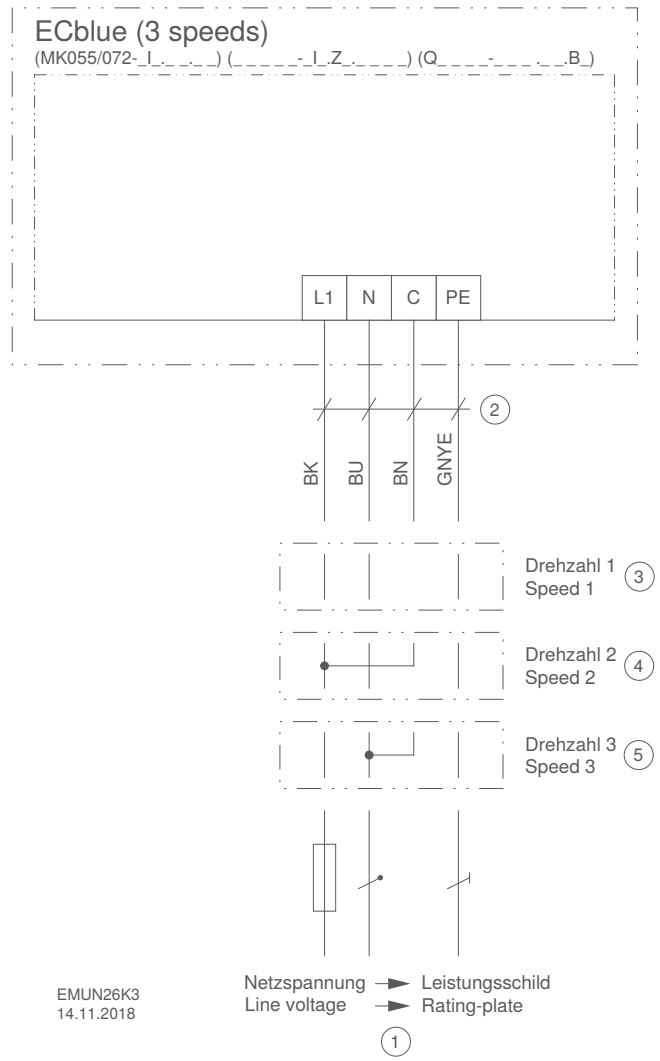 ECblue (3 speeds)
(MK055/072-_I_._ _._ _) (_ _ _ _ _-_I_.Z_._ _ _ _) (Q_ _ _ _-_ _ _ ._ _.B_)
L1 N C PE
2
BK BU BN GNYE
Drehzahl 1
Speed 1
3
Drehzahl 2
Speed 2
4
Drehzahl 3
Speed 3
5
Netzspannung Leistungsschild
Line voltage Rating-plate
1
EMUN26K3
14.11.2018